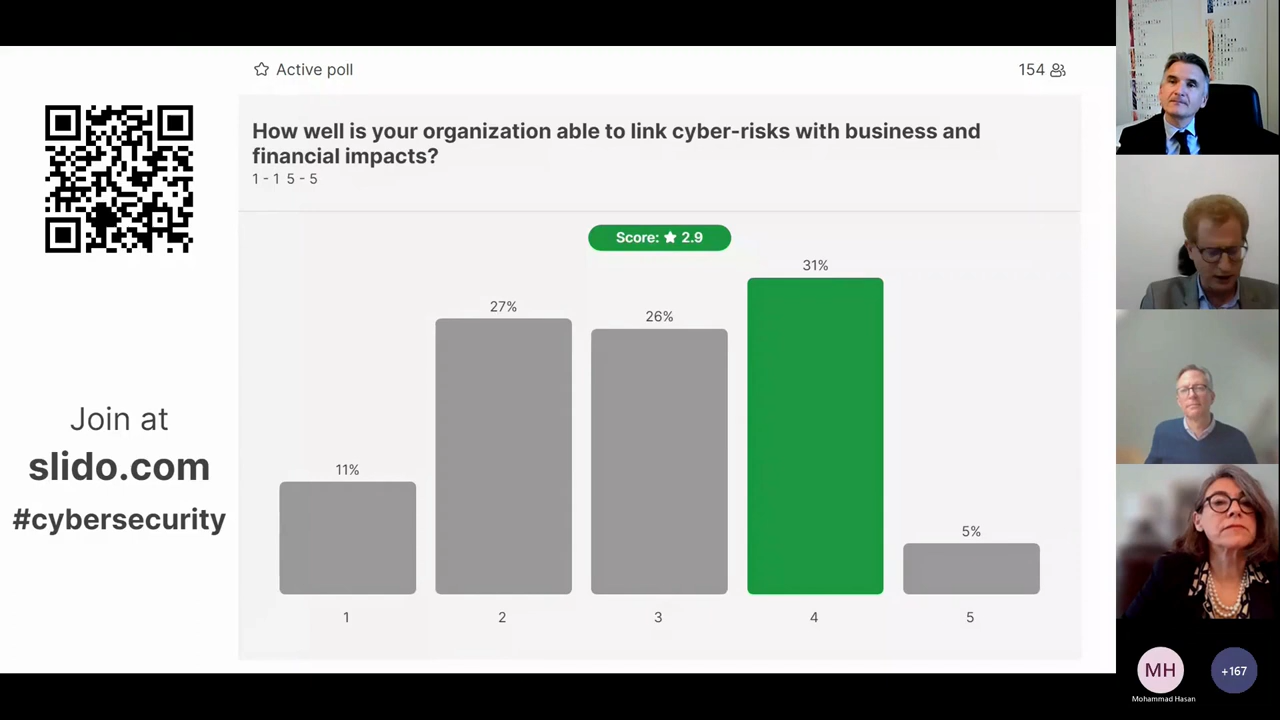 Active poll
154
How well is your organization able to link cyber-risks with business and
financial impacts?
1 - 1 5 - 5
Score: ★ 2.9
11%
27%
26%
31%
5%
1
2
3
4
5
Join at
slido.com
#cybersecurity
MH
+167
Mohammad Hasan